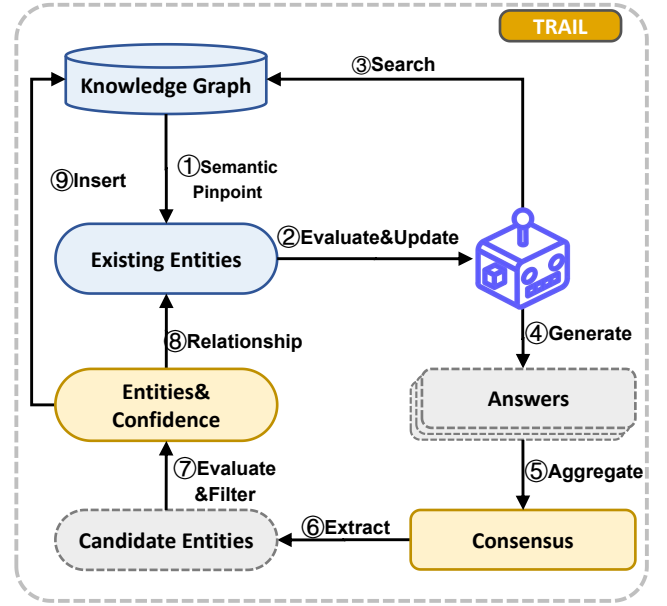 TRAIL
③Search
Knowledge Graph
①Semantic
Pinpoint
⑨Insert
②Evaluate&Update
Existing Entities
⑧Relationship
④Generate
Entities&
Confidence
Answers
⑦Evaluate
&Filter
⑤Aggregate
⑥Extract
Candidate Entities
Consensus